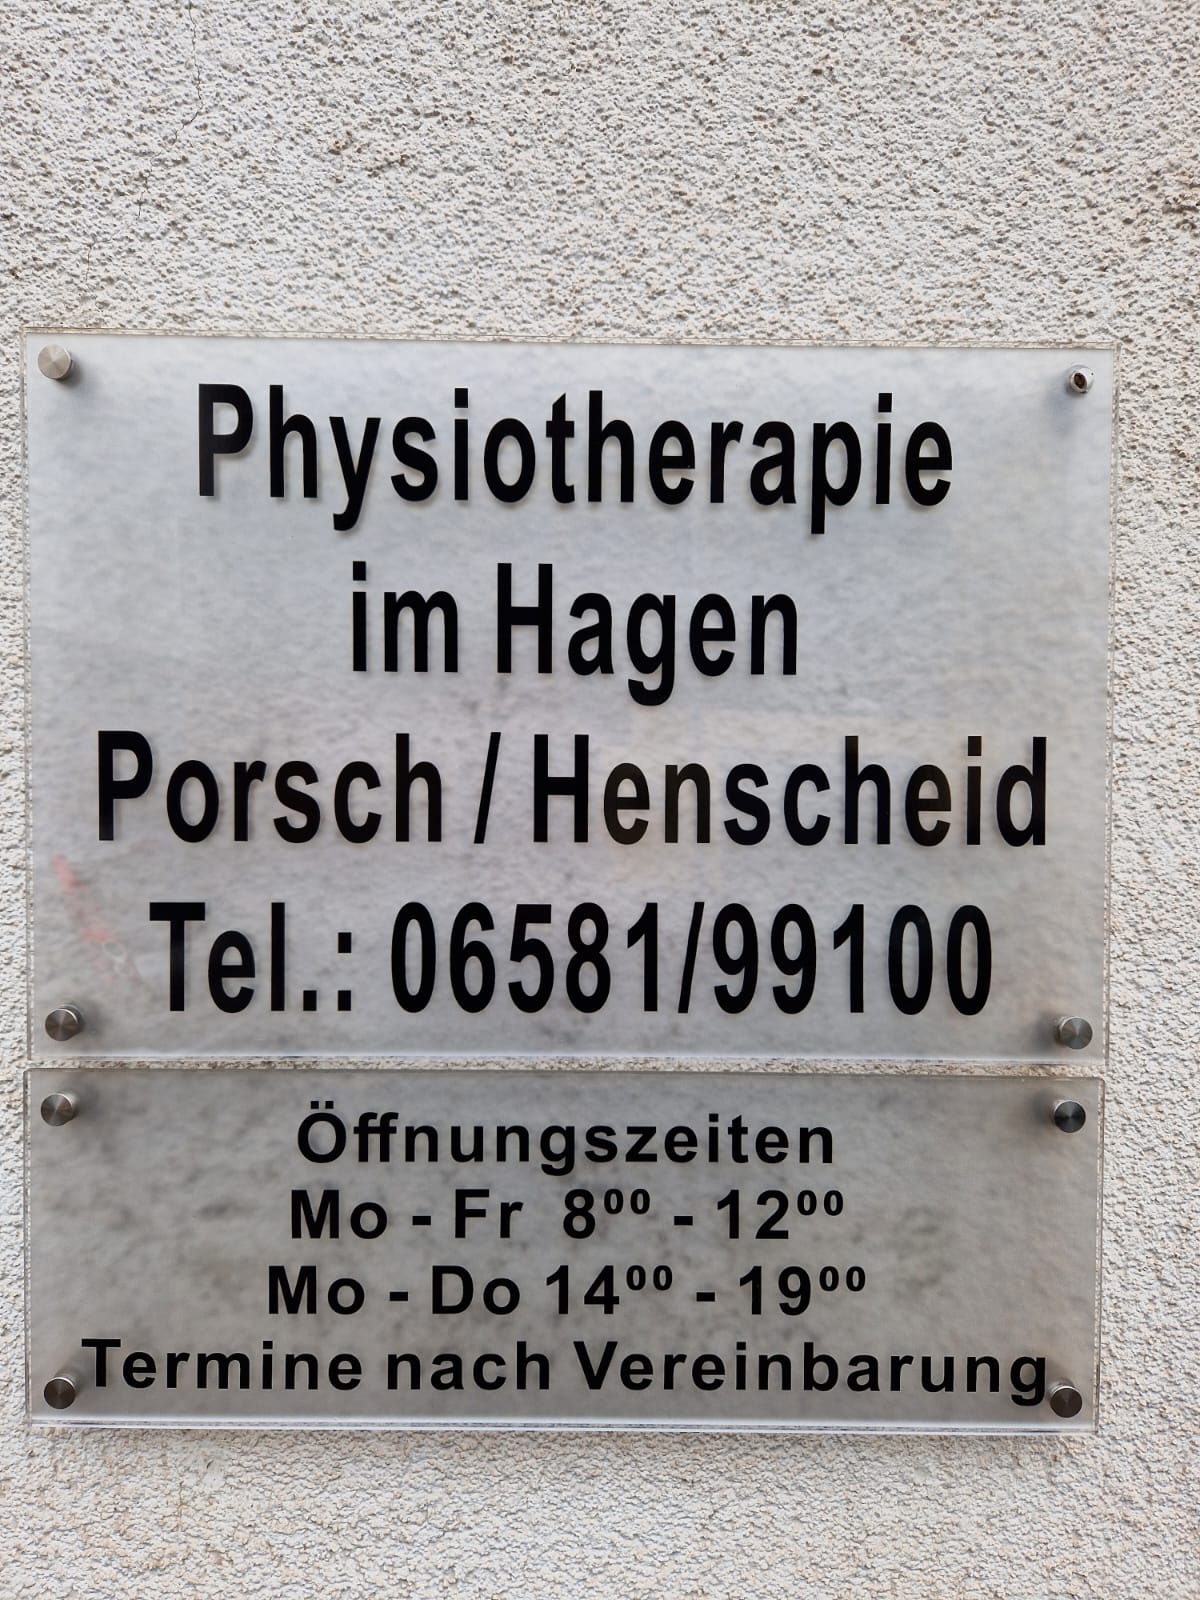 Physiotherapie
im Hagen
Porsch / Henscheid
Tel.: 06581/99100
Öffnungszeiten
Mo - Fr 8⁰⁰ - 12⁰⁰
Mo - Do 14⁰⁰ - 19⁰⁰
Termine nach Vereinbarung